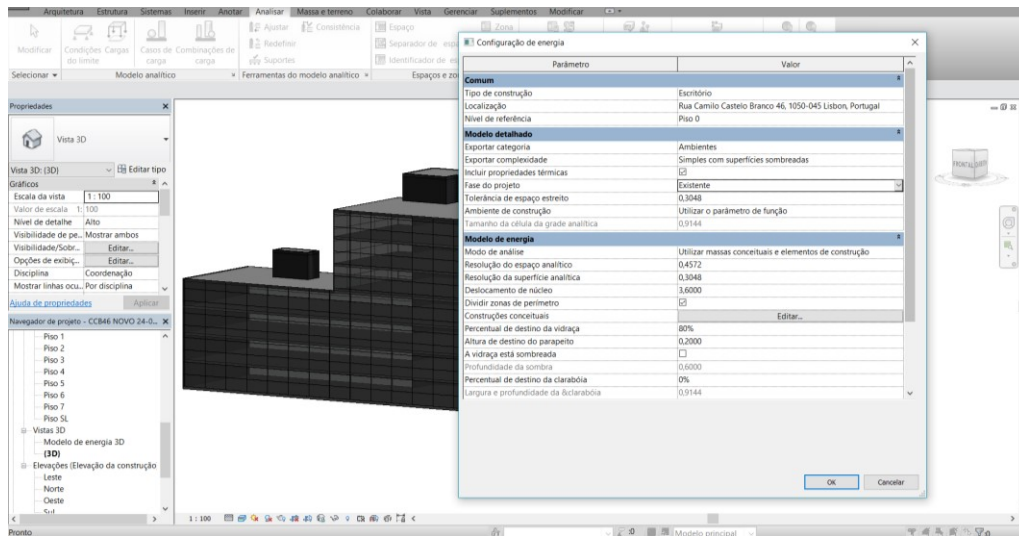 Arquitetura Estrutura Sistemas Inserir Anotar Analisar Massa e terreno Colaborar Vista Gerenciar Suplementos Modificar
Modificar
Condições do limite
Cargas
Casos de carga
Combinações de carga
Ajustar
Redefinir
Suportes
Consistência
Espaço
Separador de
Identificador de
Zona
Selecionar
Modelo analítico
Ferramentas do modelo analítico
Espaços e zo
Propriedades
Vista 3D
Vista 3D: (3D)
Editar tipo
Gráficos
Escala da vista 1 : 100
Valor de escala 1: 100
Nível de detalhe Alto
Visibilidade de pe... Mostrar ambos
Visibilidade/Sobr... Editar...
Opções de exibiç... Editar...
Disciplina Coordenação
Mostrar linhas ocu... Por disciplina
Ajuda de propriedades
Aplicar
Navegador de projeto - CCB46 NOVO 24-0...
Piso 1
Piso 2
Piso 3
Piso 4
Piso 5
Piso 6
Piso 7
Piso SL
Vistas 3D
Modelo de energia 3D
(3D)
Elevações (Elevação da construção
Leste
Norte
Oeste
Sul
Configuração de energia
Parâmetro Valor
Comum
Tipo de construção Escritório
Localização Rua Camilo Castelo Branco 46, 1050-045 Lisbon, Portugal
Nível de referência Piso 0
Modelo detalhado
Exportar categoria Ambientes
Exportar complexidade Simples com superfícies sombreadas
Incluir propriedades térmicas
Fase do projeto Existente
Tolerância de espaço estreito 0,3048
Ambiente de construção Utilizar o parâmetro de função
Tamanho da célula da grade analítica 0,9144
Modelo de energia
Modo de análise Utilizar massas conceituais e elementos de construção
Resolução do espaço analítico 0,4572
Resolução da superfície analítica 0,3048
Deslocamento de núcleo 3,6000
Dividir zonas de perímetro
Construções conceituais Editar...
Percentual de destino da vidraça 80%
Altura de destino do parapeito 0,2000
A vidraça está sombreada
Profundidade da sombra 0,6000
Percentual de destino da clarabóia 0%
Largura e profundidade da &clarabóia 0,9144
OK Cancelar
FRONTAL
1 : 100
Pronto
:0
Modelo principal
:0